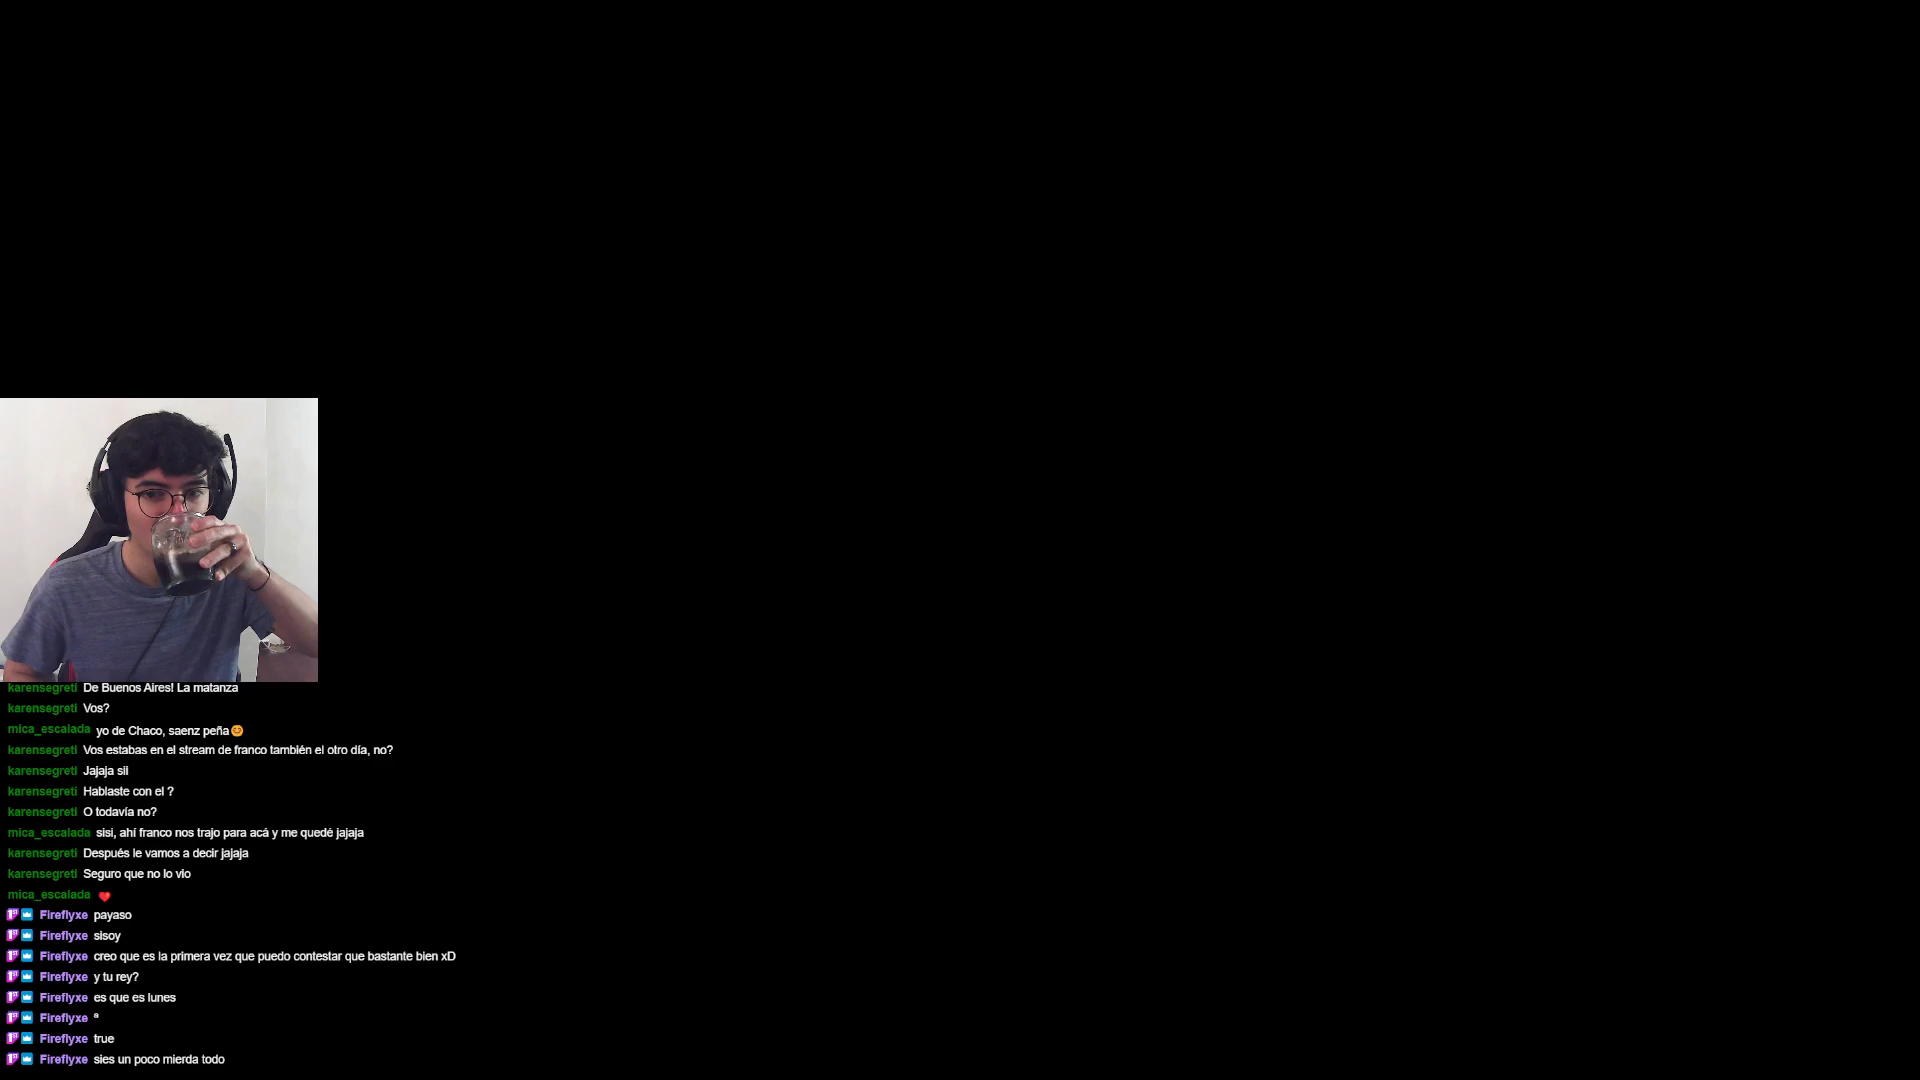 karensegreti De Buenos Aires! La matanza
karensegreti Vos?
mica_escalada yo de Chaco, saenz peña😊
karensegreti Vos estabas en el stream de franco también el otro día, no?
karensegreti Jajaja sii
karensegreti Hablaste con el ?
karensegreti O todavía no?
mica_escalada sisi, ahí franco nos trajo para acá y me quedé jajaja
karensegreti Después le vamos a decir jajaja
karensegreti Seguro que no lo vio
mica_escalada ❤
Fireflyxe payaso
Fireflyxe sisoy
Fireflyxe creo que es la primera vez que puedo contestar que bastante bien xD
Fireflyxe y tu rey?
Fireflyxe es que es lunes
Fireflyxe ª
Fireflyxe true
Fireflyxe sies un poco mierda todo